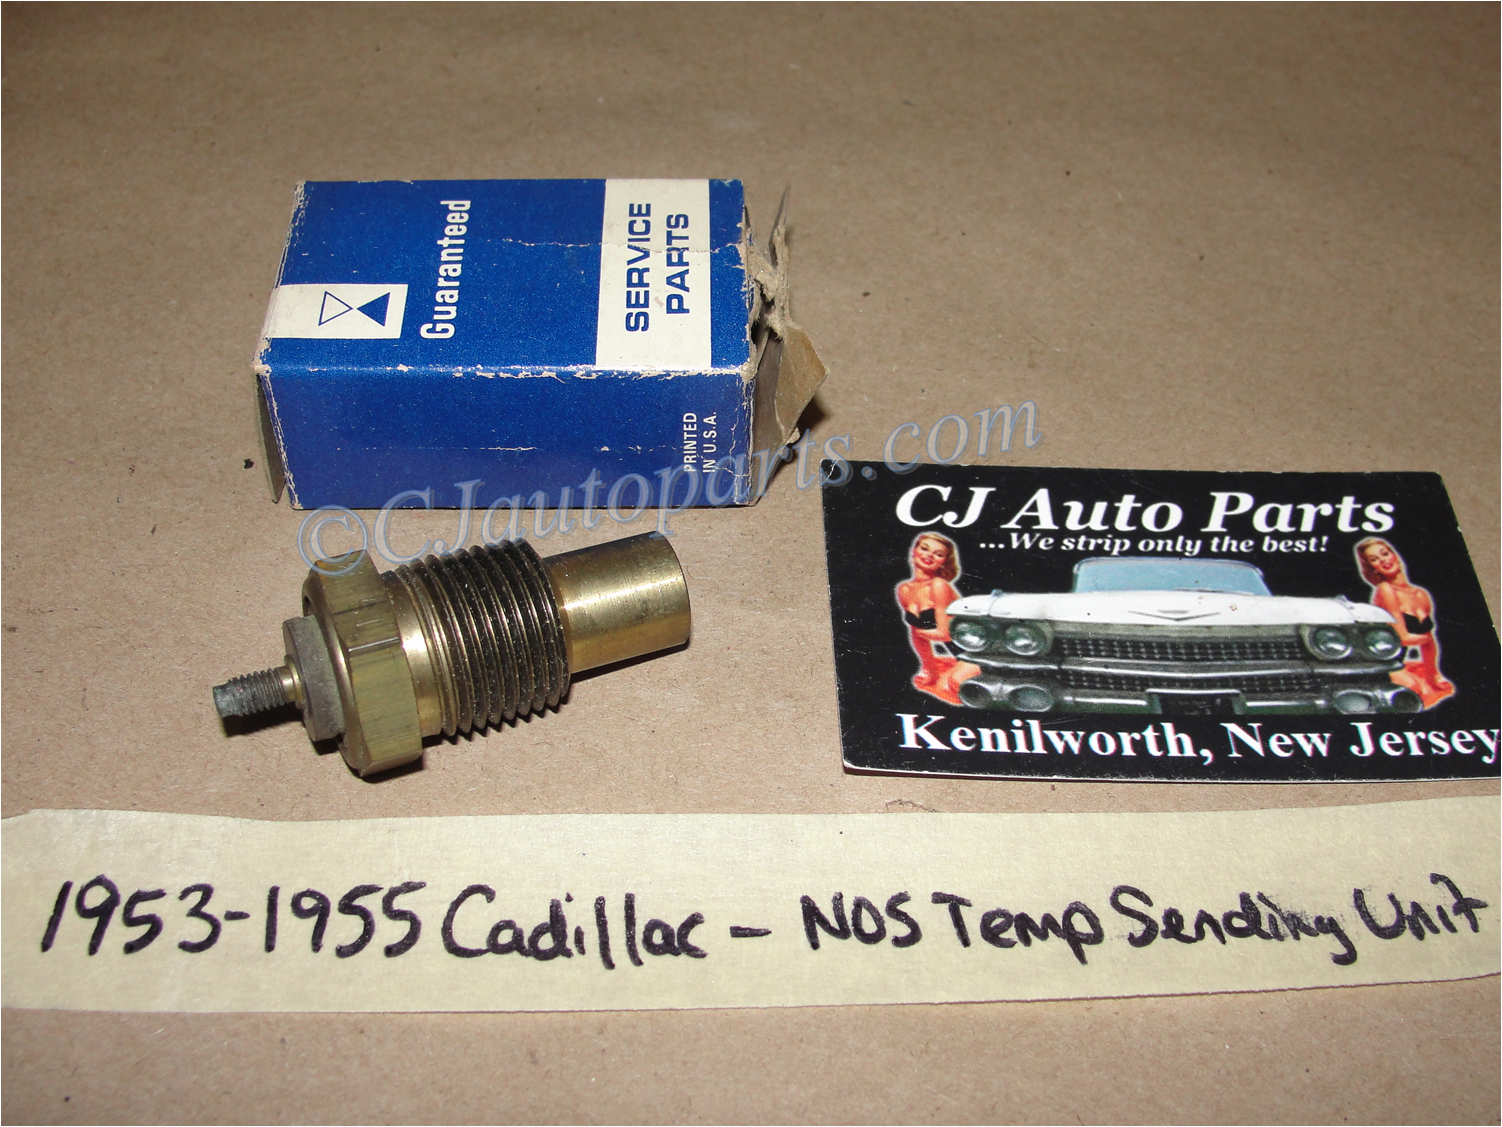 Guaranteed
SERVICE
PARTS
PRINTED
IN U.S.A.
©CJautoparts.com
CJ Auto Parts
...We strip only the best!
Kenilworth, New Jersey
1953-1955 Cadillac - NOS Temp Sending Unit